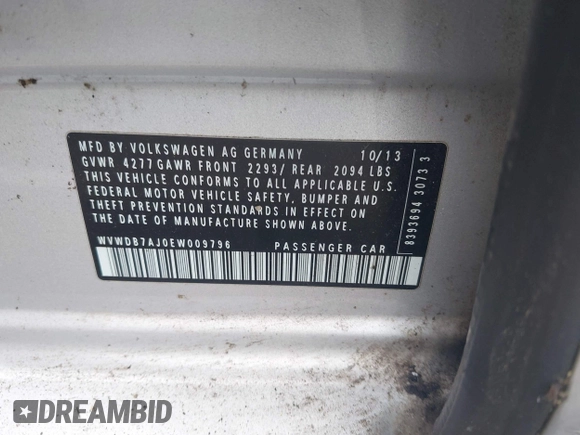 MFD BY VOLKSWAGEN AG GERMANY 10/13
GVWR 4277 GAWR FRONT 2293/ REAR 2094 LBS
THIS VEHICLE CONFORMS TO ALL APPLICABLE U.S.
FEDERAL MOTOR VEHICLE SAFETY, BUMPER AND
THEFT PREVENTION STANDARDS IN EFFECT ON
THE DATE OF MANUFACTURE SHOWN ABOVE.
WVWDB7AJ0EW009796 PASSENGER CAR
8393694 3073 3
DREAMBID